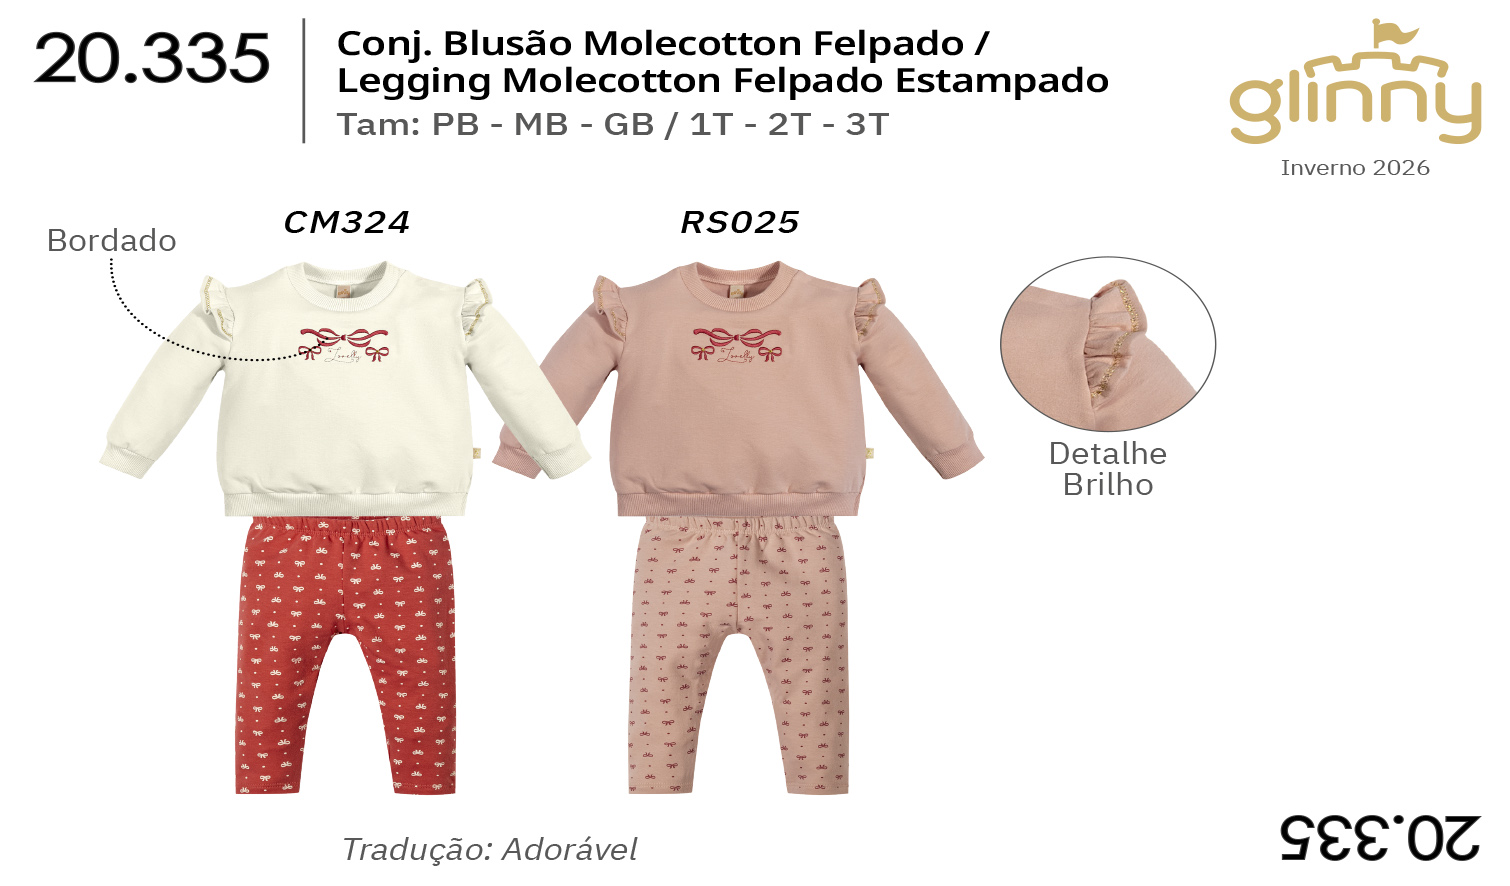 20.335
Conj. Blusão Molecotton Felpado /
Legging Molecotton Felpado Estampado
Tam: PB - MB - GB / 1T - 2T - 3T
glinny
Inverno 2026
Bordado
CM324
RS025
Lovelly
Lovelly
Detalhe
Brilho
Tradução: Adorável
20.335